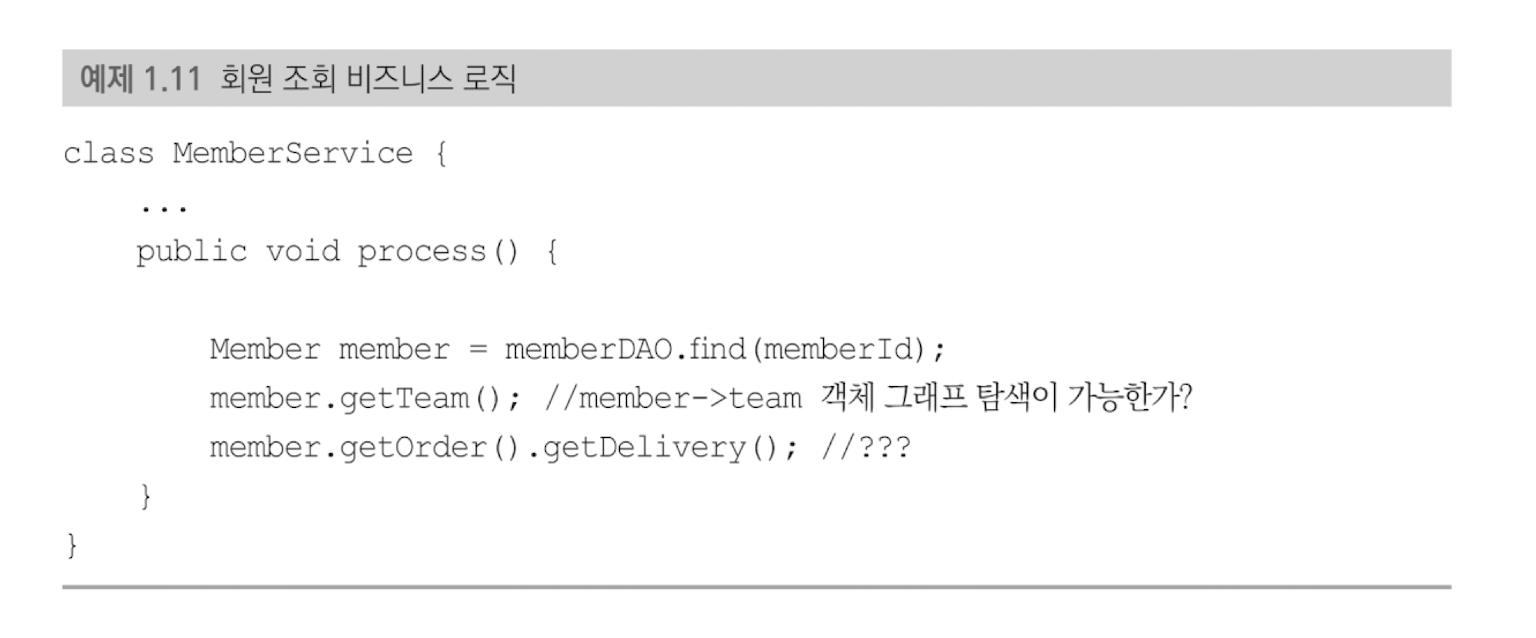 예제 1.11 회원 조회 비즈니스 로직
class MemberService {
...
public void process() {
Member member = memberDAO.find(memberId);
member.getTeam(); //member->team 객체 그래프 탐색이 가능한가?
member.getOrder().getDelivery(); //???
}
}